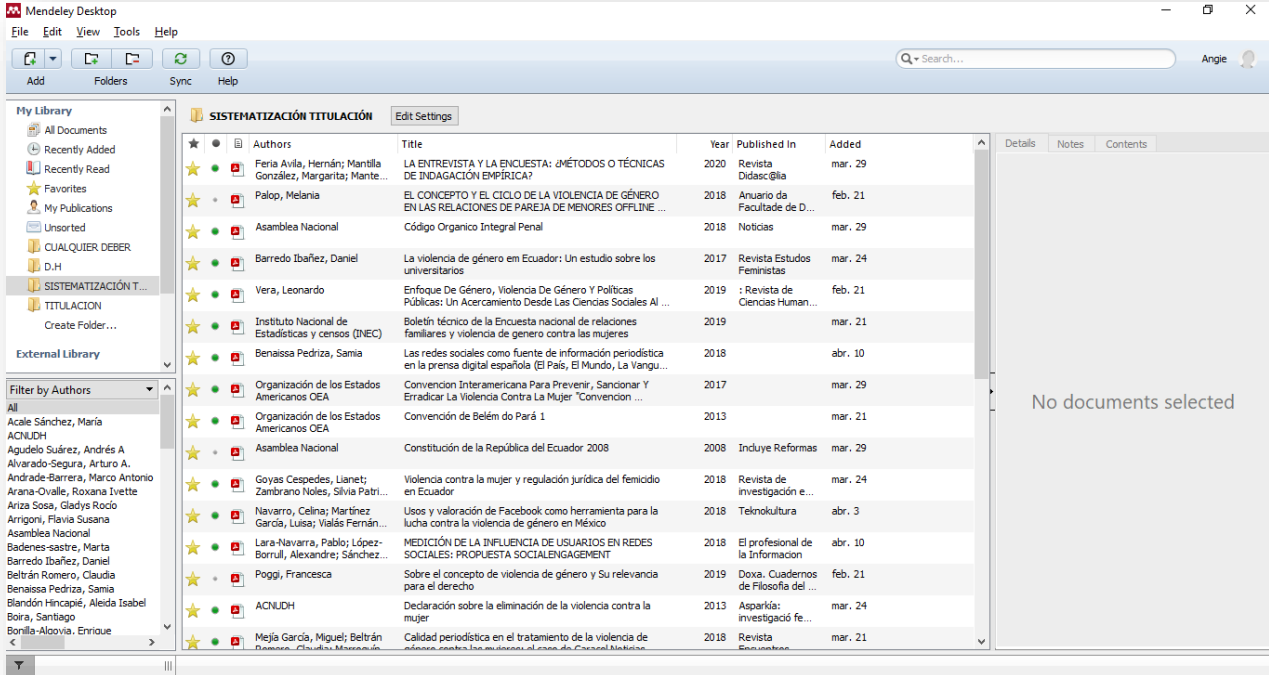 Mendeley Desktop
File Edit View Tools Help
Search...
Angie
Add Folders Sync Help
My Library
All Documents
Recently Added
Recently Read
Favorites
My Publications
Unsorted
CUALQUIER DEBER
D.H
SISTEMATIZACIÓN T...
TITULACION
Create Folder...
External Library
Filter by Authors
All
Acale Sánchez, María
ACNUDH
Agudelo Suárez, Andrés A
Alvarado-Segura, Arturo A.
Andrade-Barrera, Marco Antonio
Arana-Ovalle, Roxana Ivette
Ariza Sosa, Gladys Rocío
Arrigoni, Flavia Susana
Asamblea Nacional
Badenes-sastre, Marta
Barredo Ibañez, Daniel
Beltrán Romero, Claudia
Benaissa Pedriza, Samia
Blandón Hincapié, Aleida Isabel
Boira, Santiago
Bonilla-Algovia, Enrique
SISTEMATIZACIÓN TITULACIÓN Edit Settings
Authors Title Year Published In Added
Feria Avila, Hernán; Mantilla LA ENTREVISTA Y LA ENCUESTA: ¿MÉTODOS O TÉCNICAS 2020 Revista mar. 29
González, Margarita; Mante... DE INDAGACIÓN EMPÍRICA? Didasc@lia
Palop, Melania EL CONCEPTO Y EL CICLO DE LA VIOLENCIA DE GÉNERO 2018 Anuario da feb. 21
EN LAS RELACIONES DE PAREJA DE MENORES OFFLINE ... Facultade de D...
Asamblea Nacional Código Organico Integral Penal 2018 Noticias mar. 29
Barredo Ibañez, Daniel La violencia de género em Ecuador: Un estudio sobre los 2017 Revista Estudos mar. 24
universitarios Feministas
Vera, Leonardo Enfoque De Género, Violencia De Género Y Políticas 2019 : Revista de feb. 21
Públicas: Un Acercamiento Desde Las Ciencias Sociales Al ... Ciencias Human...
Instituto Nacional de Boletín técnico de la Encuesta nacional de relaciones 2019 mar. 21
Estadísticas y censos (INEC) familiares y violencia de genero contra las mujeres
Benaissa Pedriza, Samia Las redes sociales como fuente de información periodística 2018 abr. 10
en la prensa digital española (El País, El Mundo, La Vangu...
Organización de los Estados Convencion Interamericana Para Prevenir, Sancionar Y 2017 mar. 29
Americanos OEA Erradicar La Violencia Contra La Mujer "Convencion ...
Organización de los Estados Convención de Belém do Pará 1 2013 mar. 21
Americanos OEA
Asamblea Nacional Constitución de la República del Ecuador 2008 2008 Incluye Reformas mar. 29
Goyas Cespedes, Lianet; Violencia contra la mujer y regulación jurídica del femicidio 2018 Revista de mar. 24
Zambrano Noles, Silvia Patri... en Ecuador investigación e...
Navarro, Celina; Martínez Usos y valoración de Facebook como herramienta para la 2018 Teknokultura abr. 3
García, Luisa; Vialás Fernán... lucha contra la violencia de género en México
Lara-Navarra, Pablo; López- MEDICIÓN DE LA INFLUENCIA DE USUARIOS EN REDES 2018 El profesional de abr. 10
Borrull, Alexandre; Sánchez... SOCIALES: PROPUESTA SOCIALENGAGEMENT la Informacion
Poggi, Francesca Sobre el concepto de violencia de género y Su relevancia 2019 Doxa. Cuadernos feb. 21
para el derecho de Filosofia del ...
ACNUDH Declaración sobre la eliminación de la violencia contra la 2013 Asparkía: mar. 24
mujer investigació fe...
Mejía García, Miguel; Beltrán Calidad periodística en el tratamiento de la violencia de 2018 Revista mar. 21
Romero, Claudia; Marroquín género contra las mujeres: el caso de Caracol Noticias Encuentros
Details Notes Contents
No documents selected